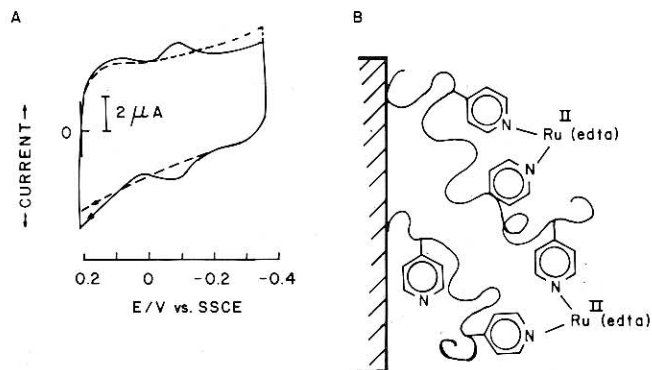 A
←CURRENT→
2 μA
0
0.2 0 -0.2 -0.4
E/V vs. SSCE
B
N
II
Ru (edta)
N
N
N
II
Ru (edta)
N